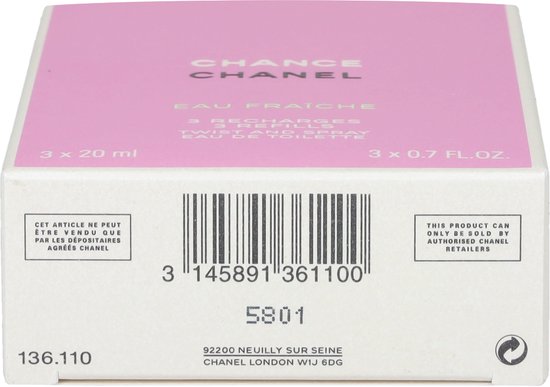 CHANCE
CHANEL
EAU FRAÎCHE
3 RECHARGES
3 REFILLS
TWIST AND SPRAY
EAU DE TOILETTE
3 x 20 ml
3 x 0.7 FL.OZ.
CET ARTICLE NE PEUT
ÊTRE VENDU QUE
PAR LES DÉPOSITAIRES
AGRÉÉS CHANEL
THIS PRODUCT CAN
ONLY BE SOLD BY
AUTHORISED CHANEL
RETAILERS
3 145891 361100
5801
136.110
92200 NEUILLY SUR SEINE
CHANEL LONDON W1J 6DG